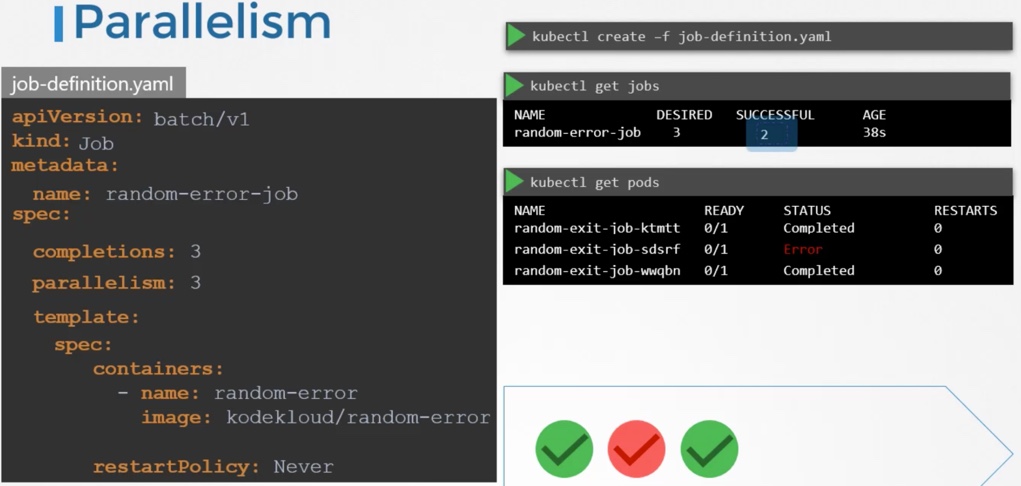 Parallelism
job-definition.yaml
apiVersion: batch/v1
kind: Job
metadata:
name: random-error-job
spec:
completions: 3
parallelism: 3
template:
spec:
containers:
- name: random-error
image: kodekloud/random-error
restartPolicy: Never
kubectl create –f job-definition.yaml
kubectl get jobs
NAME DESIRED SUCCESSFUL AGE
random-error-job 3 2 38s
kubectl get pods
NAME READY STATUS RESTARTS
random-exit-job-ktmtt 0/1 Completed 0
random-exit-job-sdsrf 0/1 Error 0
random-exit-job-wwqbn 0/1 Completed 0